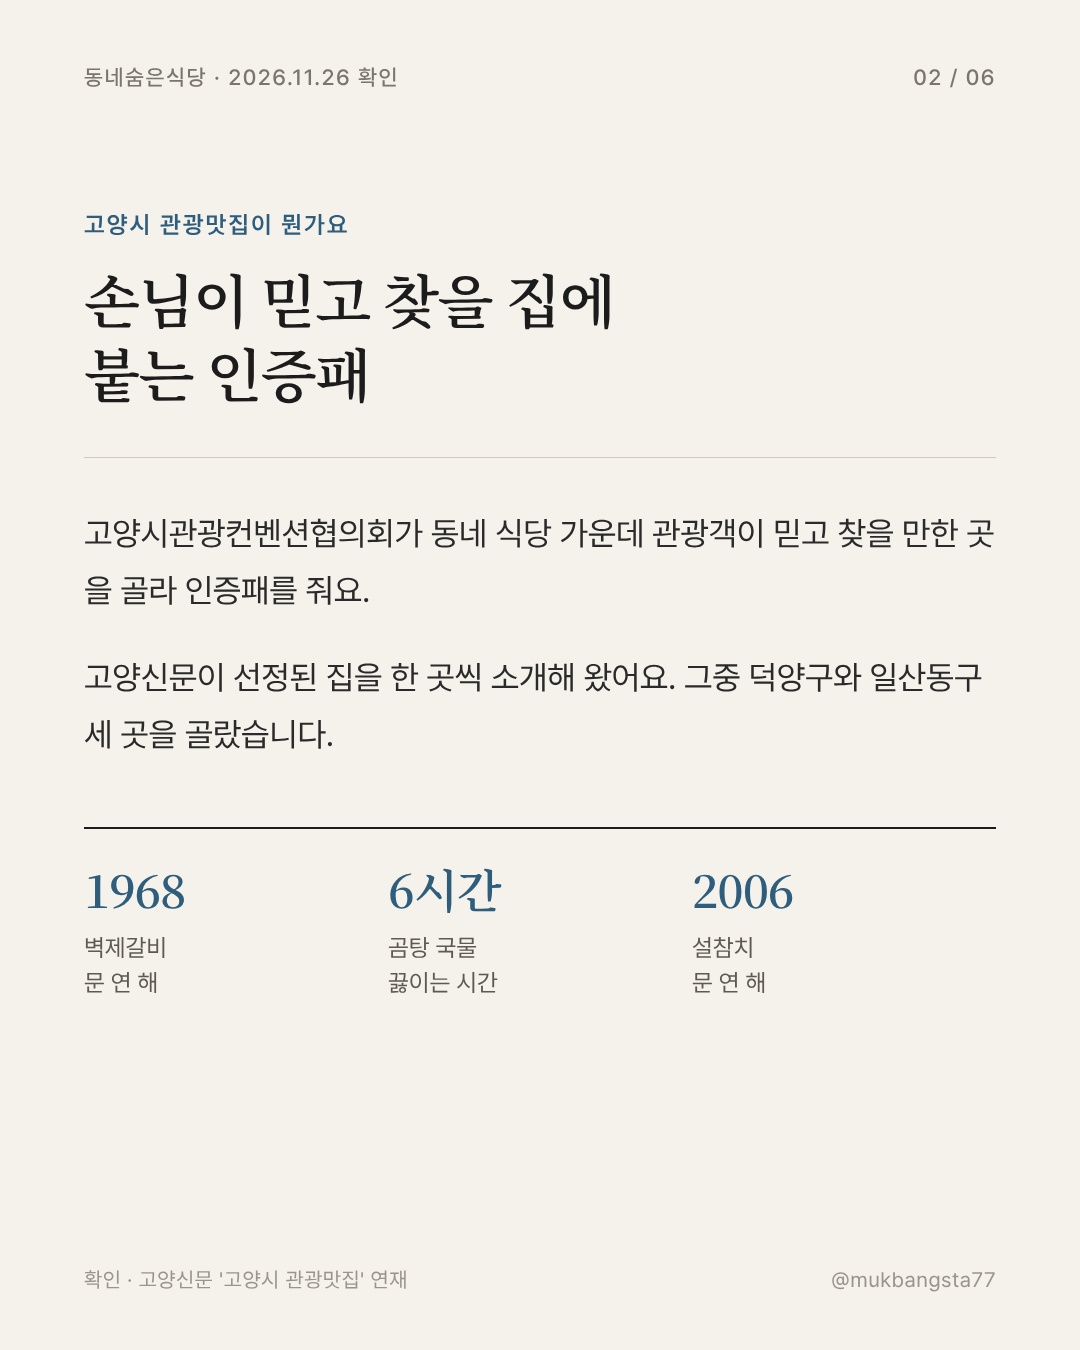 동네숨은식당 · 2026.11.26 확인
02 / 06
고양시 관광맛집이 뭔가요
손님이 믿고 찾을 집에
붙는 인증패
고양시관광컨벤션협의회가 동네 식당 가운데 관광객이 믿고 찾을 만한 곳
을 골라 인증패를 줘요.
고양신문이 선정된 집을 한 곳씩 소개해 왔어요. 그중 덕양구와 일산동구
세 곳을 골랐습니다.
1968
벽제갈비
문 연 해
6시간
곰탕 국물
끓이는 시간
2006
설참치
문 연 해
확인 · 고양신문 '고양시 관광맛집' 연재
@mukbangsta77